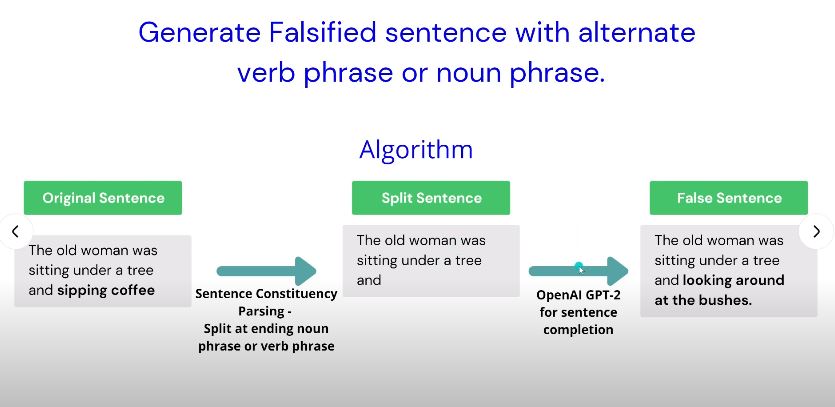 Generate Falsified sentence with alternate
verb phrase or noun phrase.
Algorithm
Original Sentence
The old woman was
sitting under a tree
and sipping coffee
Sentence Constituency
Parsing -
Split at ending noun
phrase or verb phrase
Split Sentence
The old woman was
sitting under a tree
and
OpenAI GPT-2
for sentence
completion
False Sentence
The old woman was
sitting under a tree
and looking around
at the bushes.